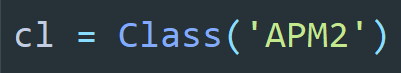 cl = Class('APM2')